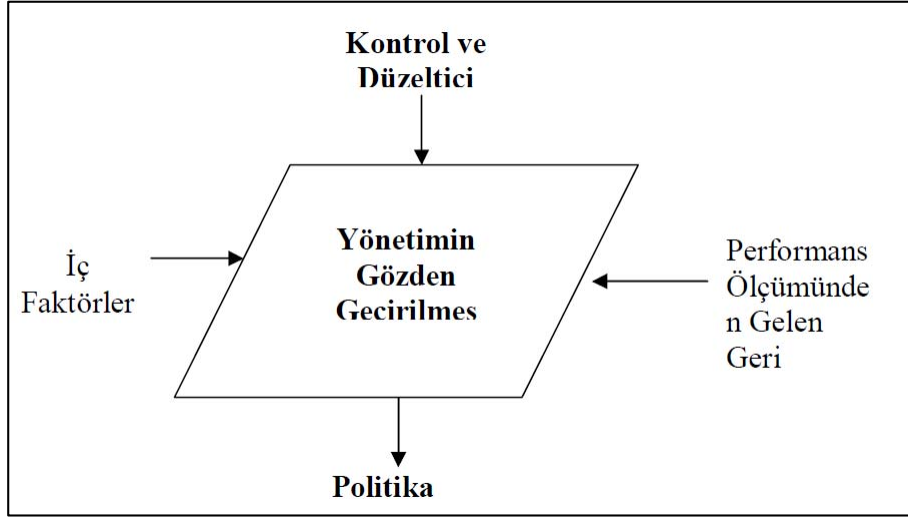 Kontrol ve
Düzeltici
Yönetimin
Gözden
Gecirilmes
İç
Faktörler
Performans
Ölçümünde
n Gelen
Geri
Politika